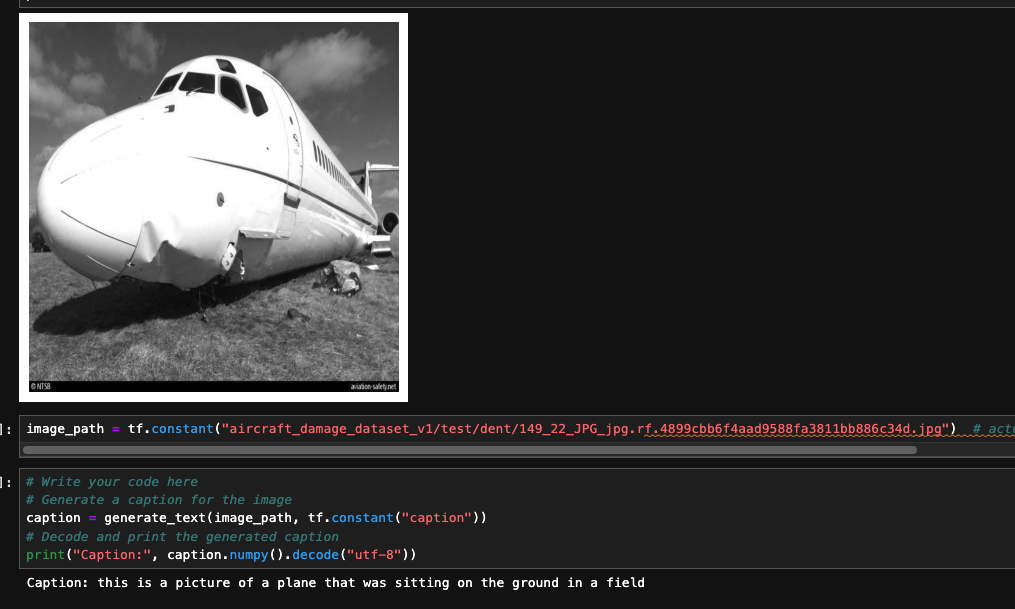 © NTSB aviation-safety.net
]: image_path = tf.constant("aircraft_damage_dataset_v1/test/dent/149_22_JPG_jpg.rf.4899cbb6f4aad9588fa3811bb886c34d.jpg") # actu
]: # Write your code here
# Generate a caption for the image
caption = generate_text(image_path, tf.constant("caption"))
# Decode and print the generated caption
print("Caption:", caption.numpy().decode("utf-8"))
Caption: this is a picture of a plane that was sitting on the ground in a field